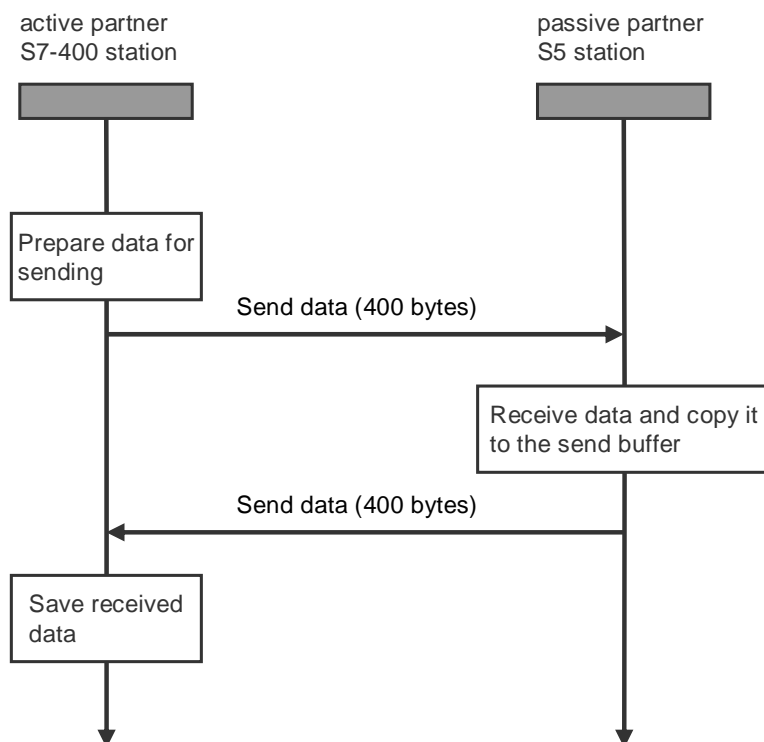 active partner
S7-400 station
passive partner
S5 station
Prepare data for
sending
Send data (400 bytes)
Receive data and copy it
to the send buffer
Send data (400 bytes)
Save received
data